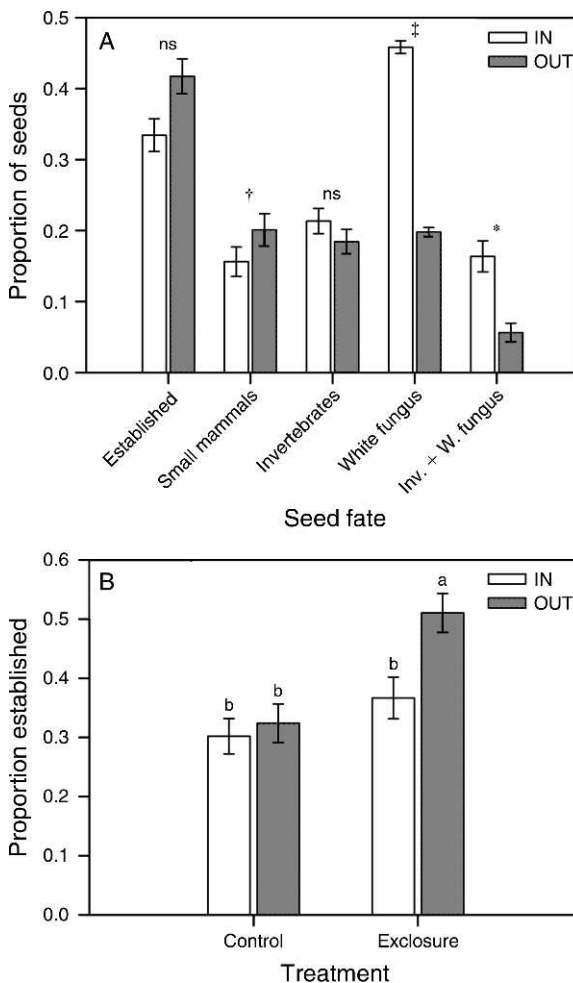 A
IN
OUT
Proportion of seeds
0.5
0.4
0.3
0.2
0.1
0.0
ns
†
ns
‡
*
Established
Small mammals
Invertebrates
White fungus
Inv. + W. fungus
Seed fate
B
IN
OUT
Proportion established
0.6
0.5
0.4
0.3
0.2
0.1
0.0
b
b
b
a
Control
Exclosure
Treatment